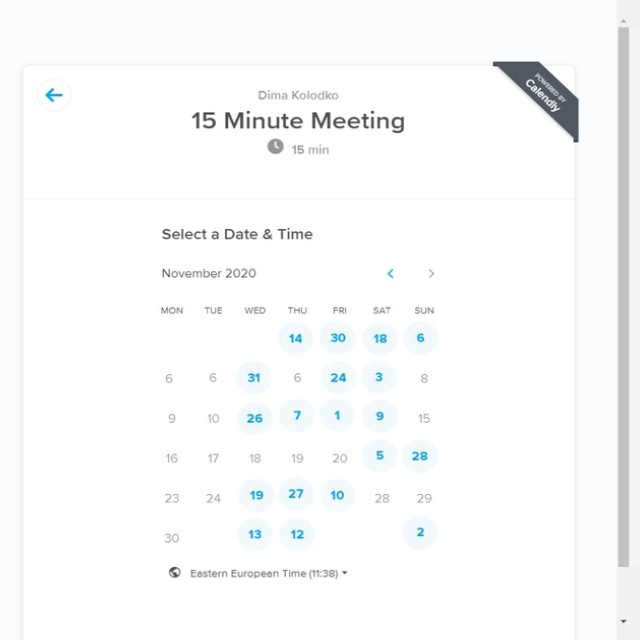 POWERED BY
Calendly
Dima Kolodko
15 Minute Meeting
15 min
Select a Date & Time
November 2020
MON TUE WED THU FRI SAT SUN
14 30 18 6
6 6 31 6 24 3 8
9 10 26 7 1 9 15
16 17 18 19 20 5 28
23 24 19 27 10 28 29
30 13 12 2
Eastern European Time (11:38)